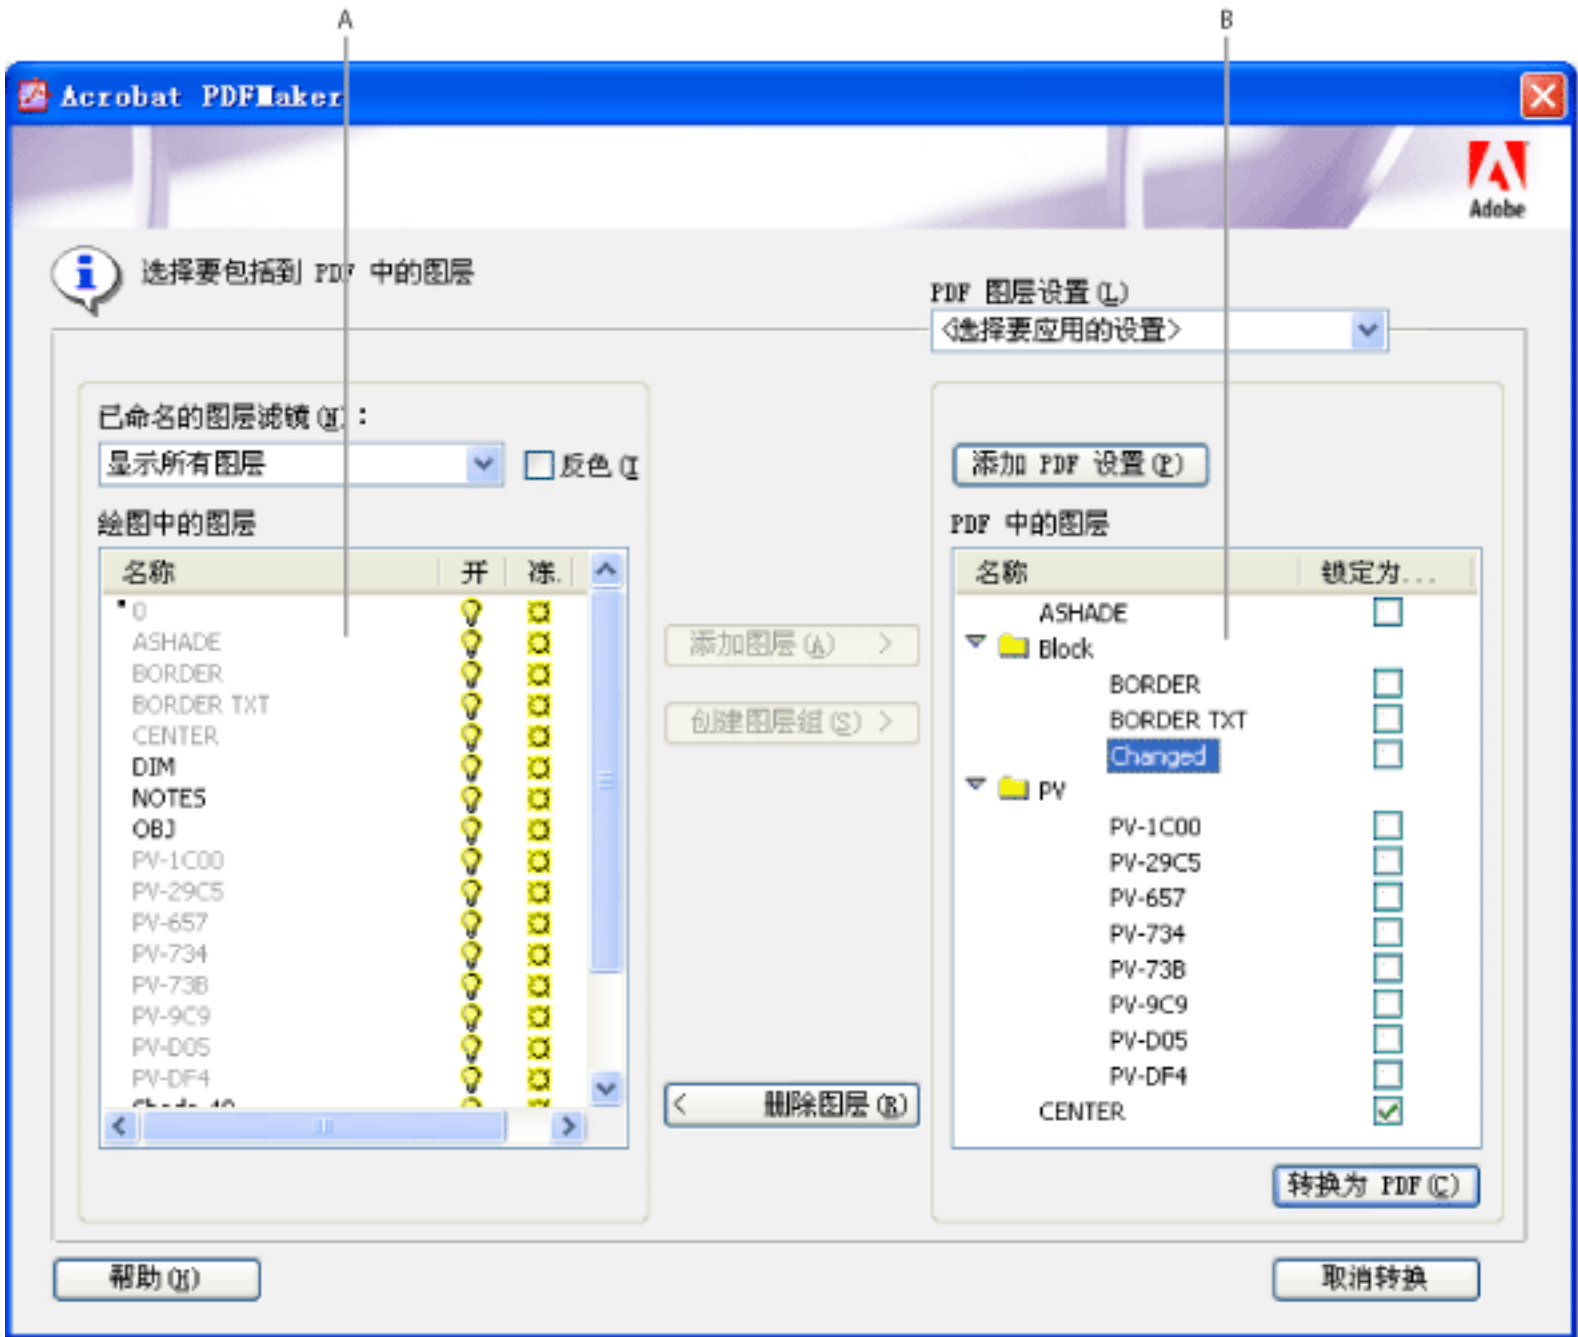 A B
Acrobat PDFMaker
Adobe
选择要包括到 PDF 中的图层
PDF 图层设置(L)
<选择要应用的设置>
已命名的图层滤镜(N):
显示所有图层
反色(I
绘图中的图层
名称 开 冻.
0
ASHADE
BORDER
BORDER TXT
CENTER
DIM
NOTES
OBJ
PV-1C00
PV-29C5
PV-657
PV-734
PV-73B
PV-9C9
PV-D05
PV-DF4
添加图层(A) >
创建图层组(S) >
< 删除图层(R)
添加 PDF 设置(P)
PDF 中的图层
名称 锁定为...
ASHADE
Block
BORDER
BORDER TXT
Changed
PV
PV-1C00
PV-29C5
PV-657
PV-734
PV-73B
PV-9C9
PV-D05
PV-DF4
CENTER
转换为 PDF(C)
帮助(H)
取消转换